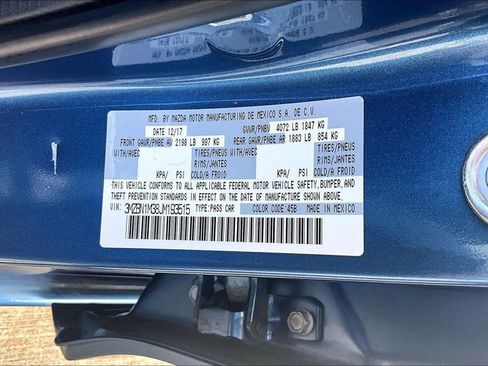 MFD. BY MAZDA MOTOR MANUFACTURING DE MEXICO S.A. DE C.V.
DATE 12/17 GVWR/PNBV 4072 LB 1847 KG
FRONT GAWR/PNBE AV 2198 LB 997 KG REAR GAWR/PNBE AR 1883 LB 854 KG
WITH/AVEC TIRES/PNEUS WITH/AVEC TIRES/PNEUS
RIMS/JANTES RIMS/JANTES
KPA/ PSI COLD/A FROID KPA/ PSI COLD/A FROID
THIS VEHICLE CONFORMS TO ALL APPLICABLE FEDERAL MOTOR VEHICLE SAFETY, BUMPER, AND
THEFT PREVENTION STANDARDS IN EFFECT ON THE DATE OF MANUFACTURE SHOWN ABOVE.
VIN: 3MZBN1M38JM193515 TYPE: PASS CAR COLOR CODE: 45B MADE IN MEXICO